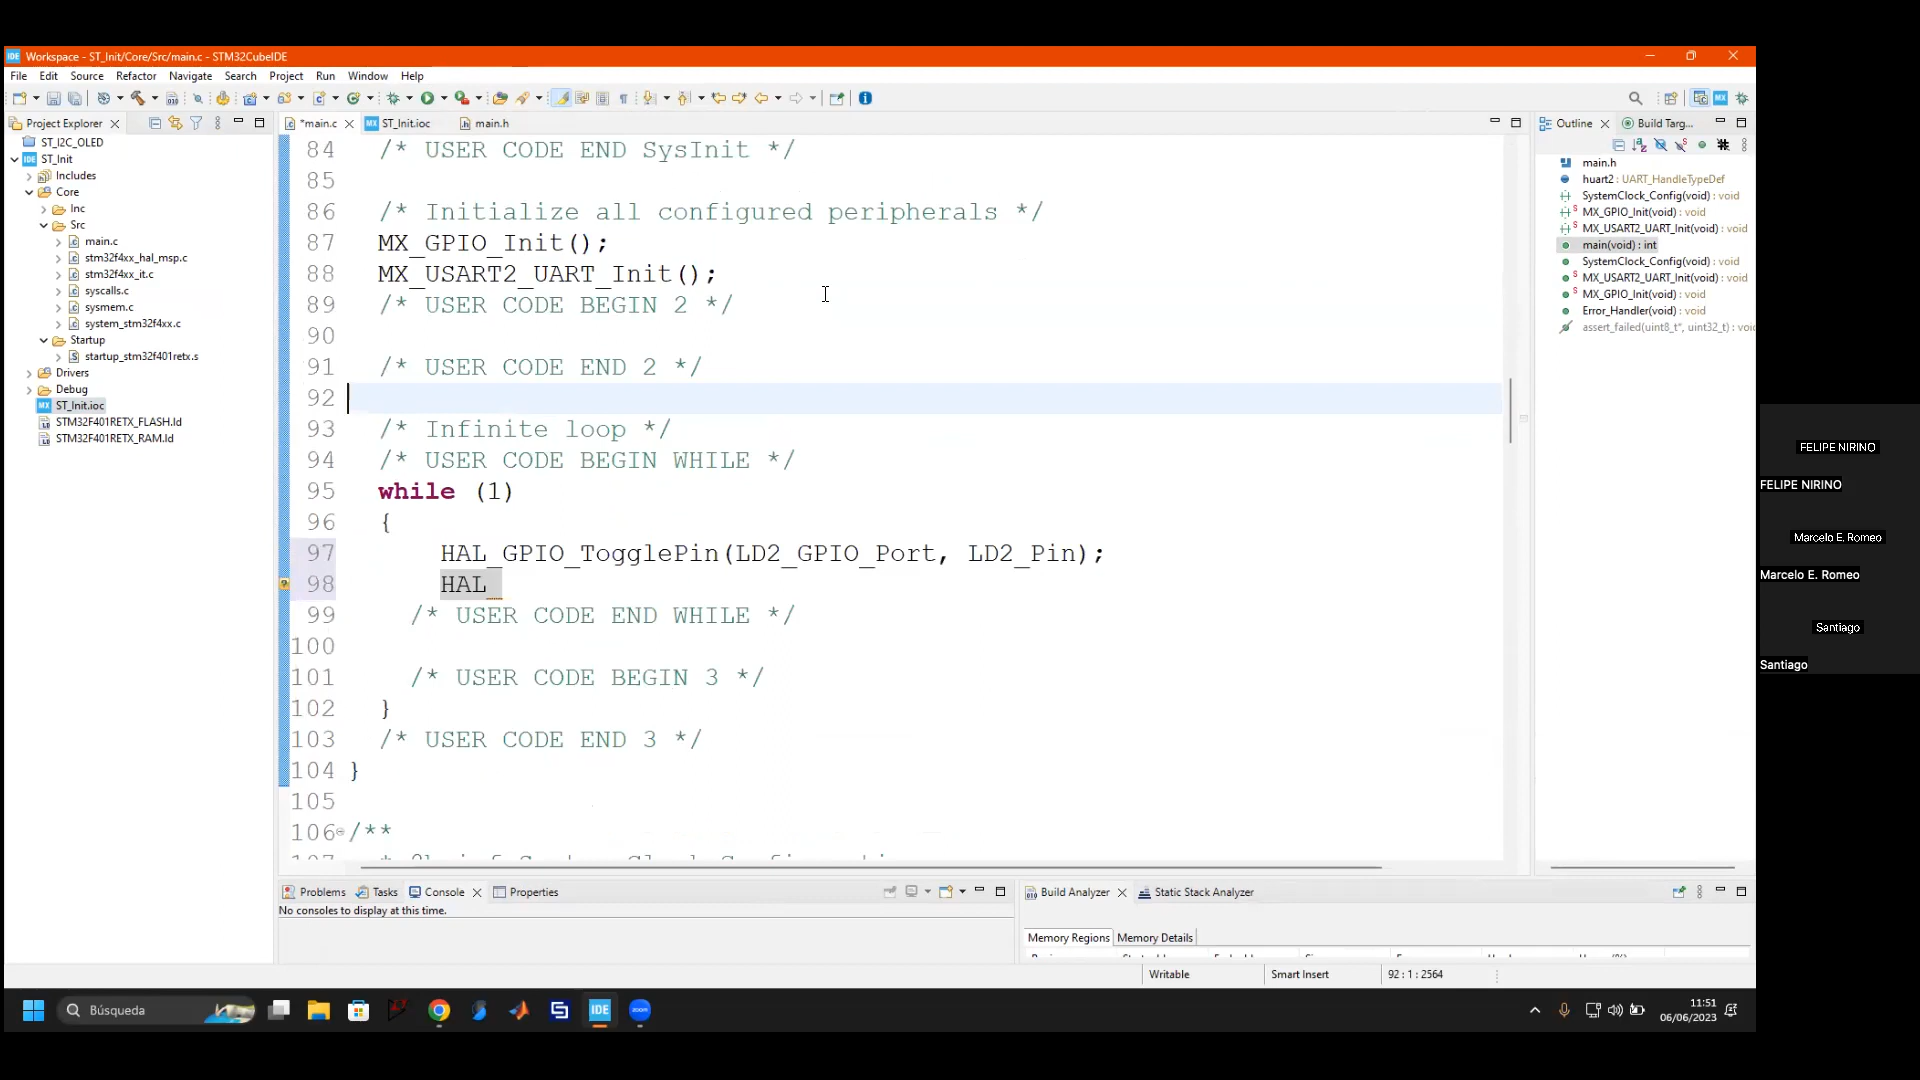 Workspace - ST_Init/Core/Src/main.c - STM32CubeIDE
File Edit Source Refactor Navigate Search Project Run Window Help
Project Explorer
*main.c
ST_Init.ioc
main.h
Outline
Build Targ...
ST_I2C_OLED
ST_Init
Includes
Core
Inc
Src
main.c
stm32f4xx_hal_msp.c
stm32f4xx_it.c
syscalls.c
sysmem.c
system_stm32f4xx.c
Startup
startup_stm32f401retx.s
Drivers
Debug
ST_Init.ioc
STM32F401RETX_FLASH.ld
STM32F401RETX_RAM.ld
84 /* USER CODE END SysInit */
85
86 /* Initialize all configured peripherals */
87 MX_GPIO_Init();
88 MX_USART2_UART_Init();
89 /* USER CODE BEGIN 2 */
90
91 /* USER CODE END 2 */
92
93 /* Infinite loop */
94 /* USER CODE BEGIN WHILE */
95 while (1)
96 {
97 HAL_GPIO_TogglePin(LD2_GPIO_Port, LD2_Pin);
98 HAL_
99 /* USER CODE END WHILE */
100
101 /* USER CODE BEGIN 3 */
102 }
103 /* USER CODE END 3 */
104 }
105
106 /**
main.h
huart2 : UART_HandleTypeDef
SystemClock_Config(void) : void
MX_GPIO_Init(void) : void
MX_USART2_UART_Init(void) : void
main(void) : int
SystemClock_Config(void) : void
MX_USART2_UART_Init(void) : void
MX_GPIO_Init(void) : void
Error_Handler(void) : void
assert_failed(uint8_t*, uint32_t) : void
FELIPE NIRINO
FELIPE NIRINO
Marcelo E. Romeo
Marcelo E. Romeo
Santiago
Santiago
Problems Tasks Console Properties
No consoles to display at this time.
Build Analyzer Static Stack Analyzer
Memory Regions Memory Details
Writable Smart Insert 92 : 1 : 2564
Búsqueda
IDE
zoom
11:51
06/06/2023